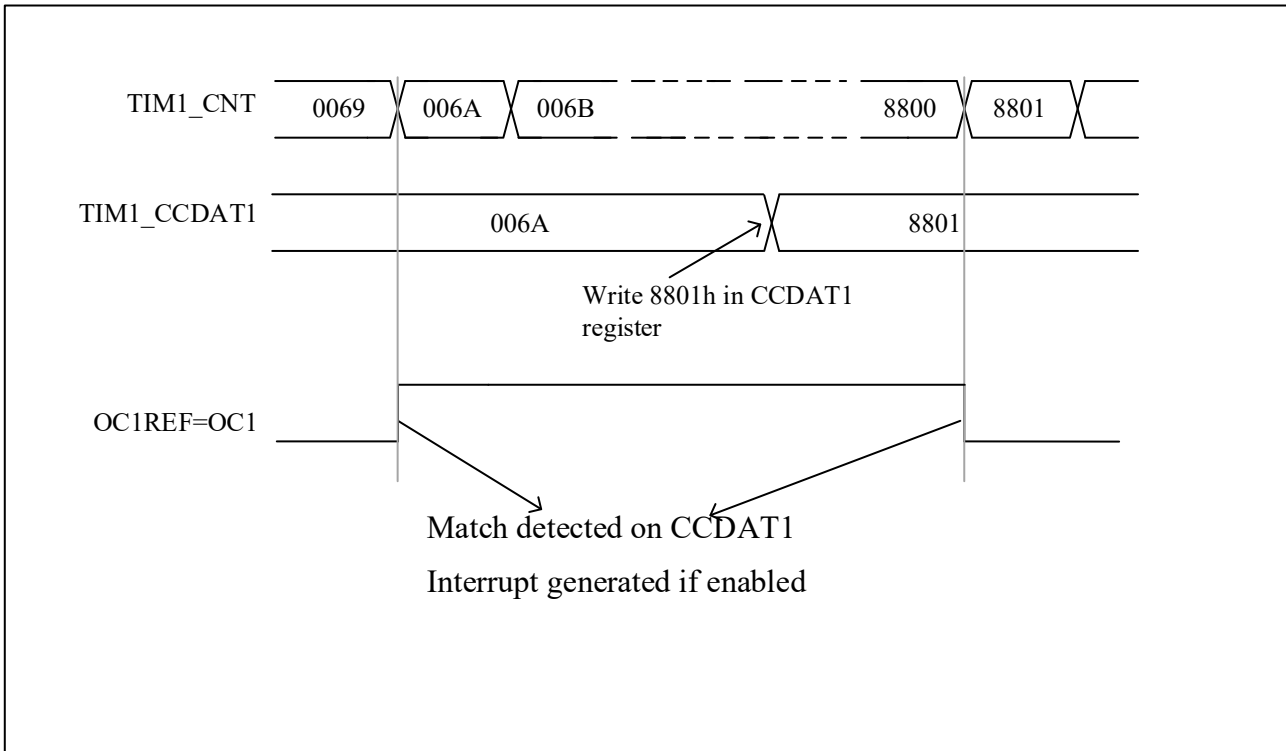 TIM1_CNT 0069 006A 006B 8800 8801
TIM1_CCDAT1 006A 8801
Write 8801h in CCDAT1
register
OC1REF=OC1
Match detected on CCDAT1
Interrupt generated if enabled